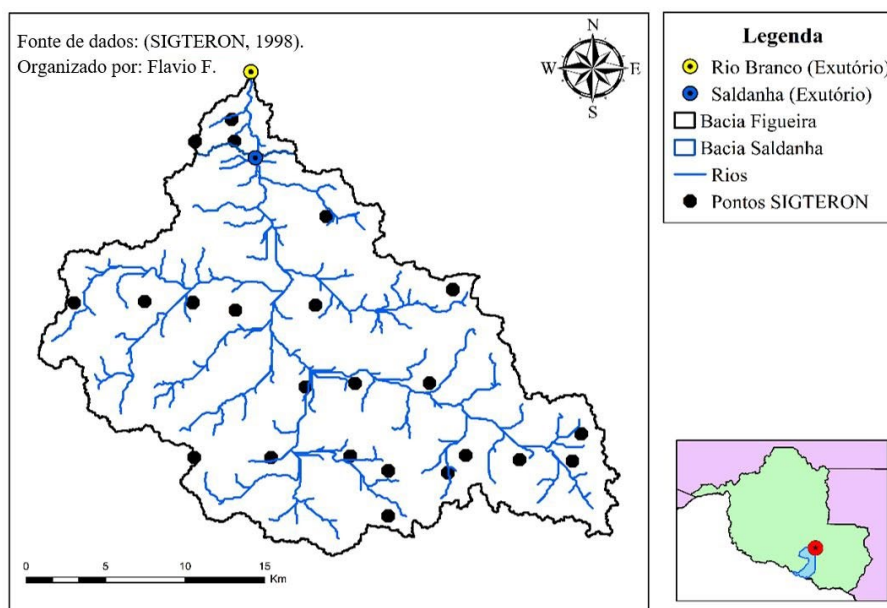 Fonte de dados: (SIGTERON, 1998).
Organizado por: Flavio F.
N
W
E
S
0
5
10
15
Km
Legenda
Rio Branco (Exutório)
Saldanha (Exutório)
Bacia Figueira
Bacia Saldanha
Rios
Pontos SIGTERON